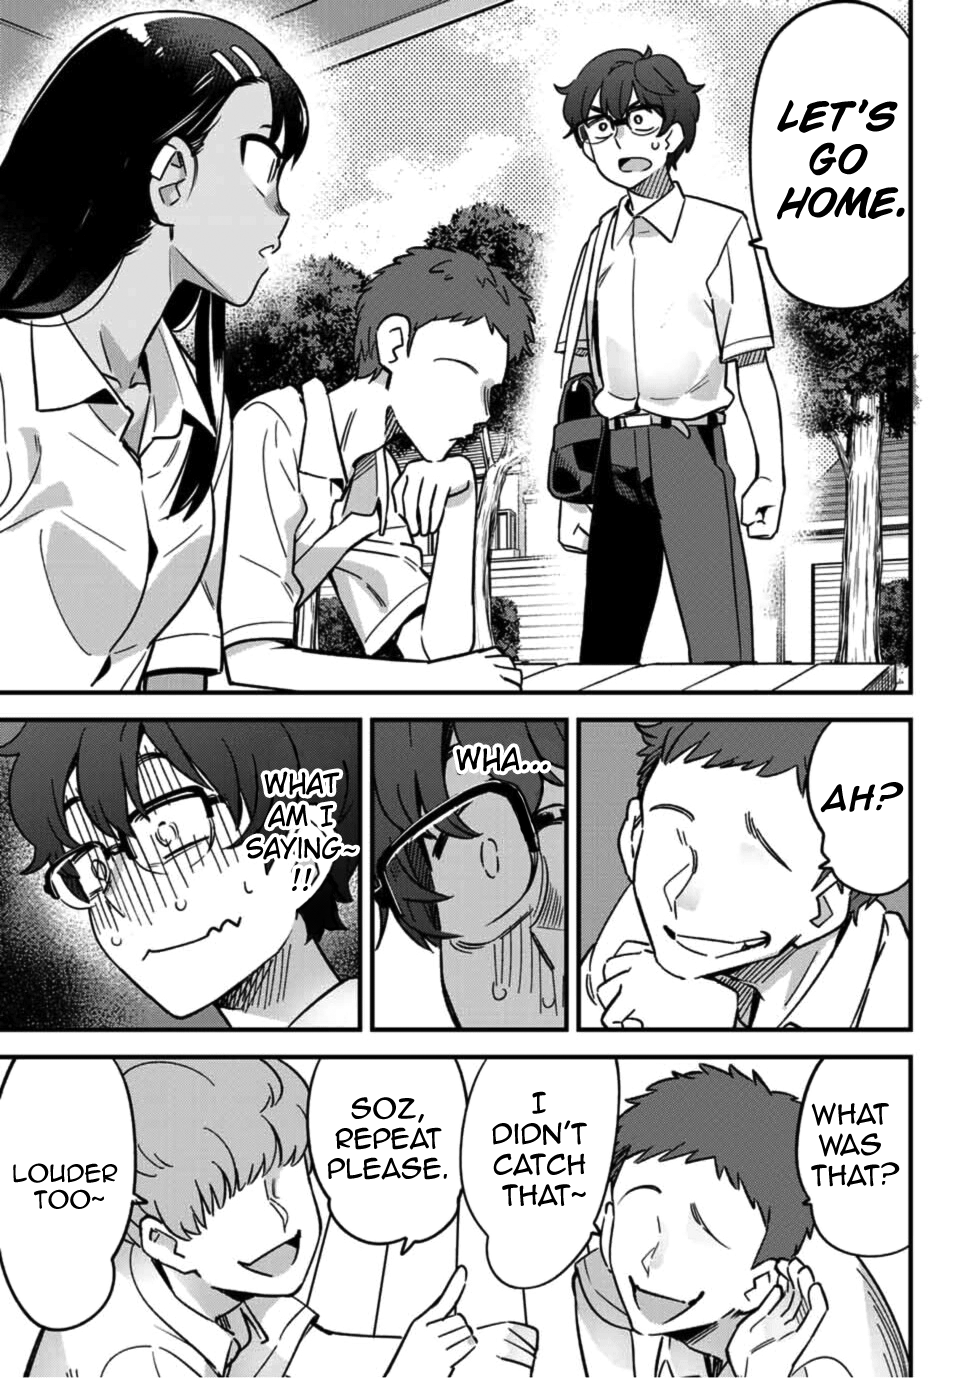 LET'S
GO
HOME.
AH?
WHA...
WHAT
AM I
SAYING~
!!
WHAT
WAS
THAT?
I
DIDN'T
CATCH
THAT~
SOZ,
REPEAT
PLEASE.
LOUDER
TOO~